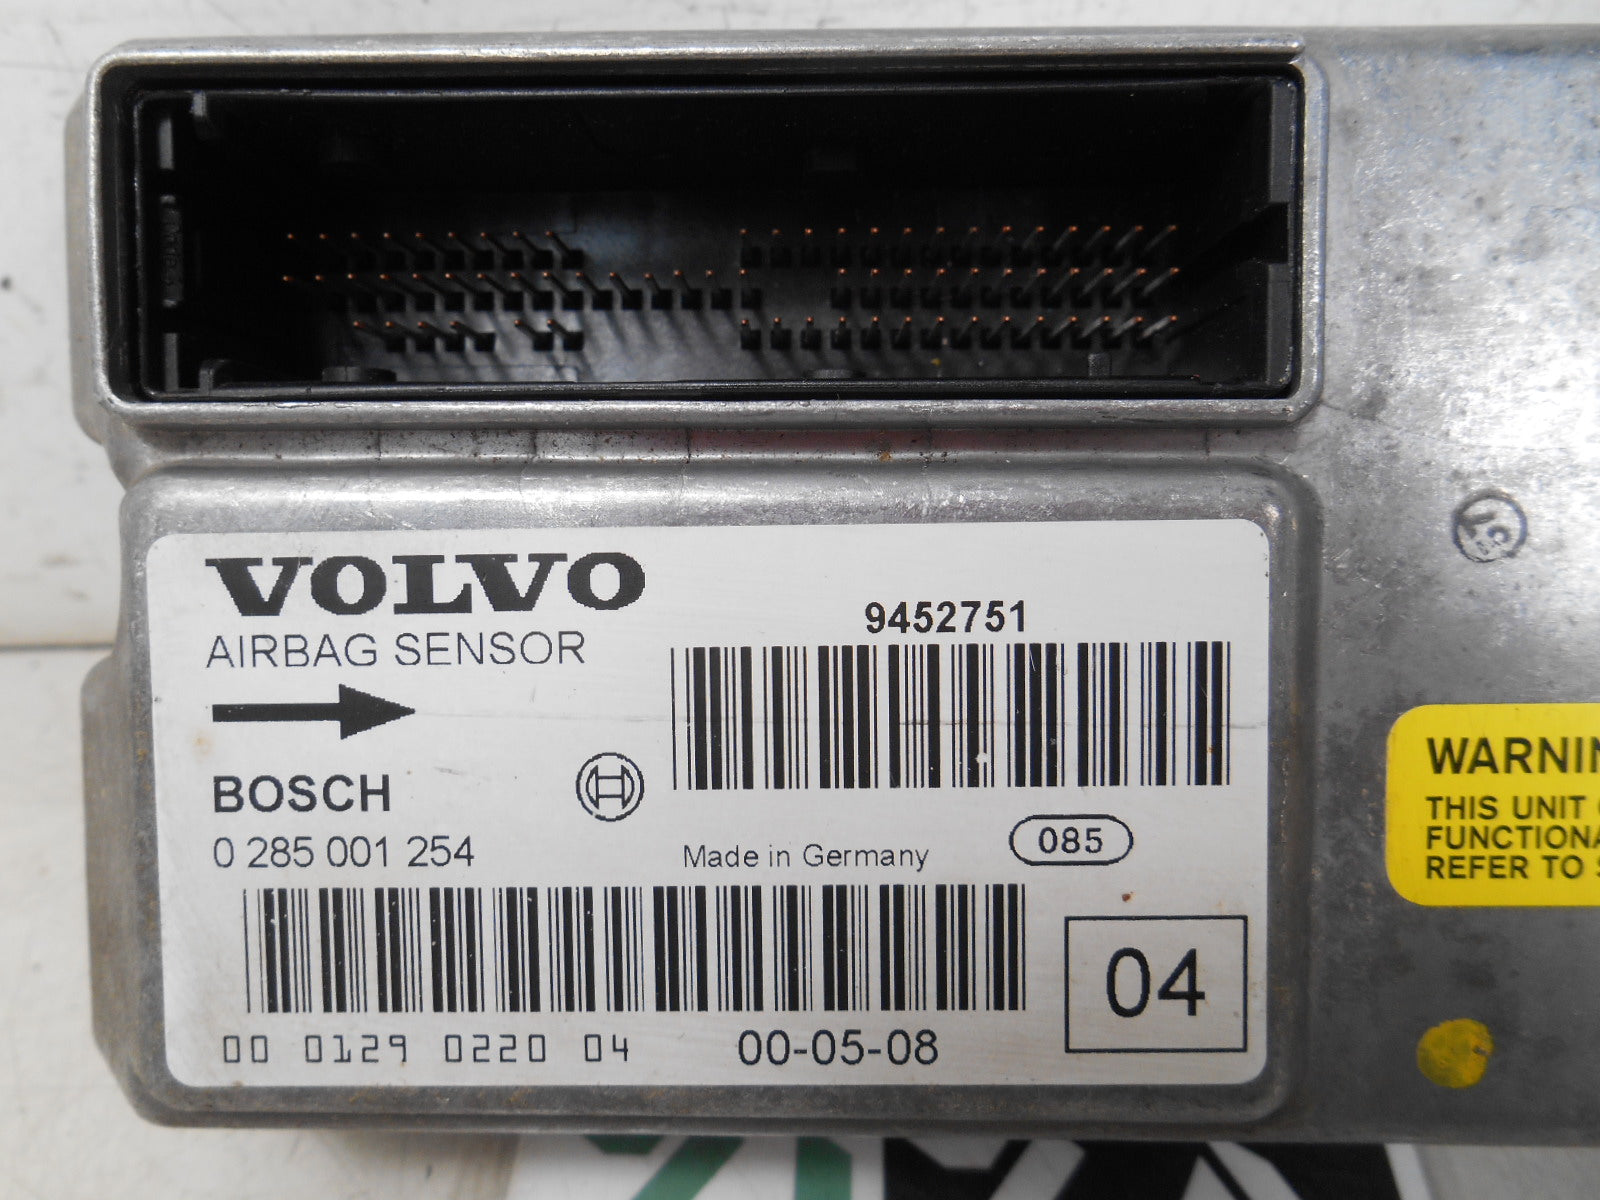 VOLVO
AIRBAG SENSOR
9452751
BOSCH
0 285 001 254
Made in Germany
085
00 0129 0220 04
00-05-08
04
WARNIN
THIS UNIT
FUNCTIONA
REFER TO S